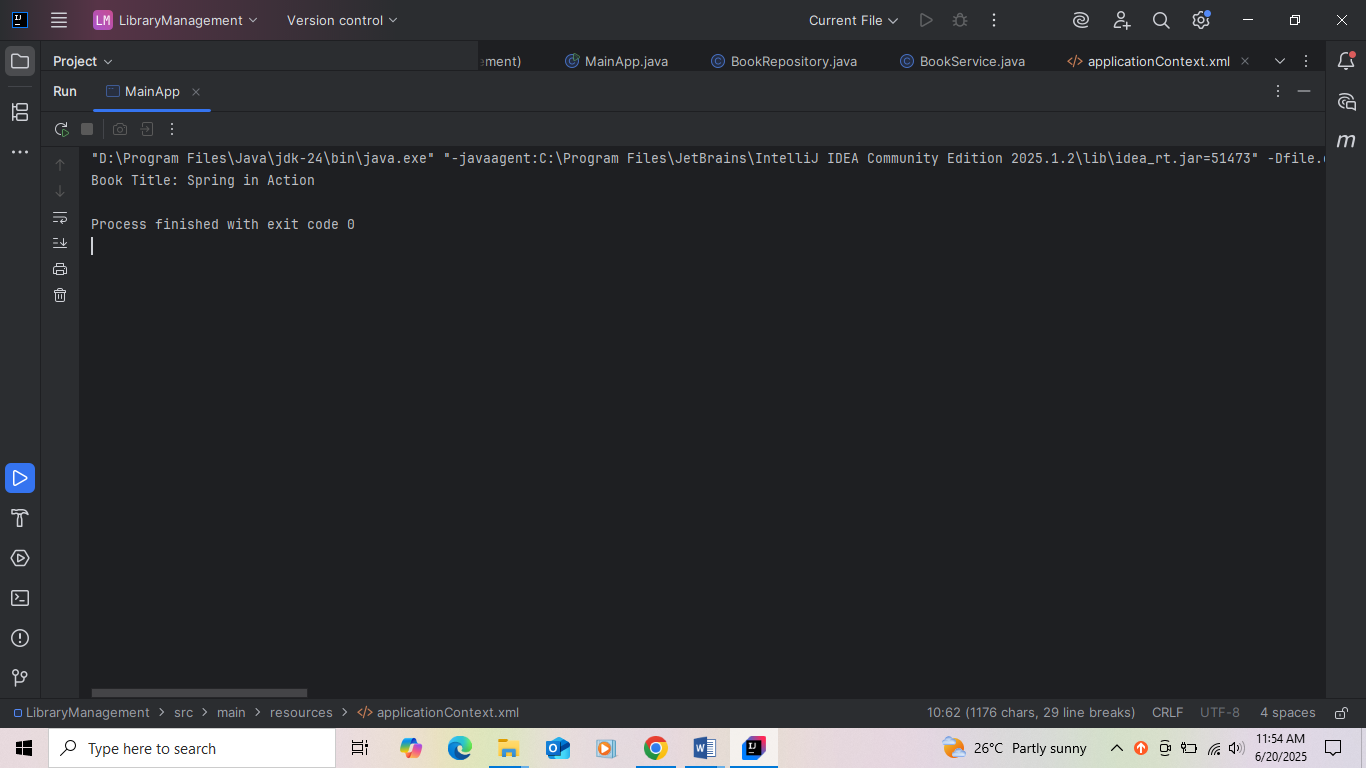 LM LibraryManagement Version control Current File
Project ment) MainApp.java BookRepository.java BookService.java applicationContext.xml
Run MainApp
"D:\Program Files\Java\jdk-24\bin\java.exe" "-javaagent:C:\Program Files\JetBrains\IntelliJ IDEA Community Edition 2025.1.2\lib\idea_rt.jar=51473" -Dfile.
Book Title: Spring in Action
Process finished with exit code 0
LibraryManagement > src > main > resources > applicationContext.xml 10:62 (1176 chars, 29 line breaks) CRLF UTF-8 4 spaces
Type here to search 26°C Partly sunny 11:54 AM
6/20/2025